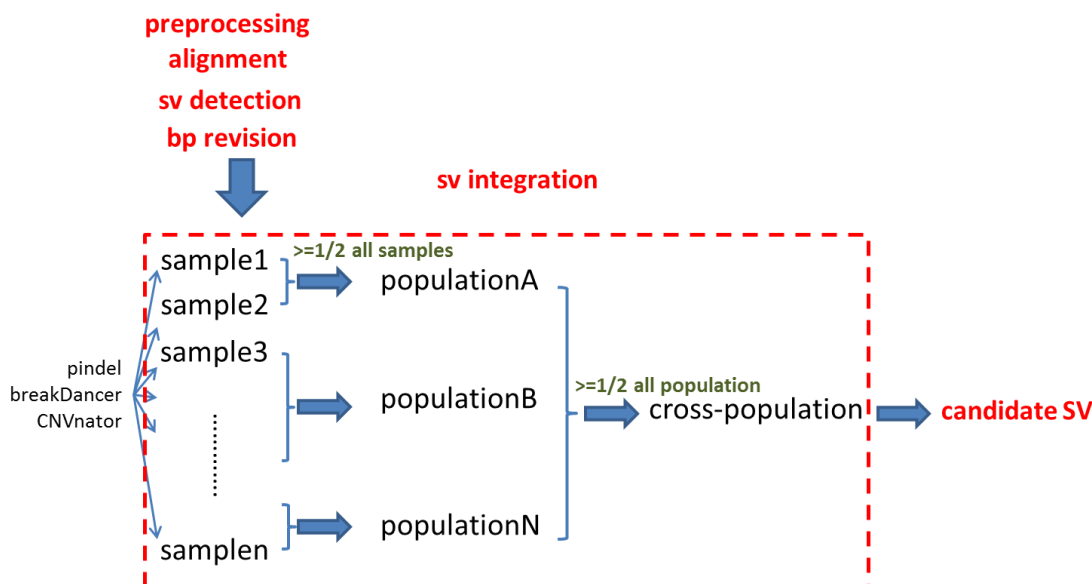 preprocessing
alignment
sv detection
bp revision
sv integration
>=1/2 all samples
sample1
populationA
sample2
sample3
pindel
breakDancer
CNVnator
populationB
>=1/2 all population
cross-population
candidate SV
........
populationN
samplen